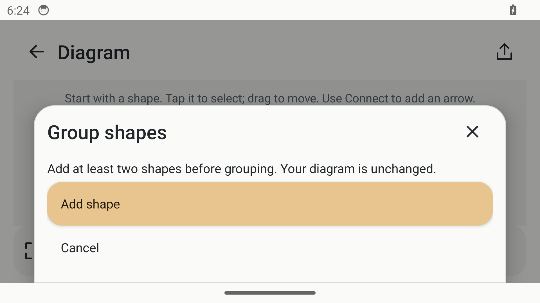 6:24
Diagram
Start with a shape. Tap it to select; drag to move. Use Connect to add an arrow.
Group shapes
Add at least two shapes before grouping. Your diagram is unchanged.
Add shape
Cancel